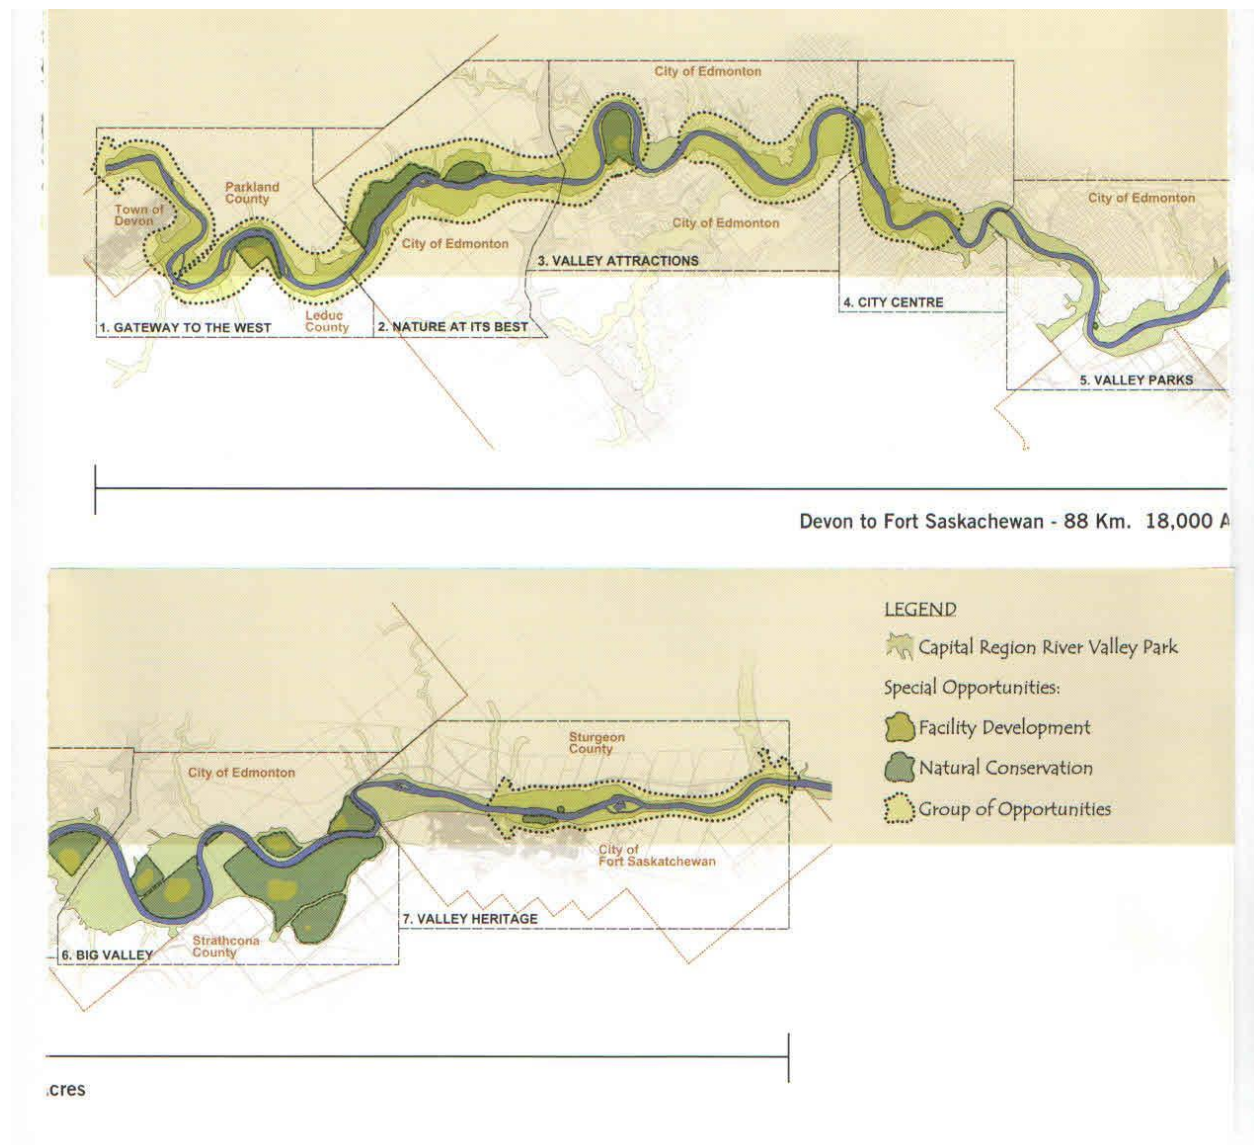 City of Edmonton
Parkland
County
Town of
Devon
City of Edmonton
City of Edmonton
City of Edmonton
3. VALLEY ATTRACTIONS
4. CITY CENTRE
Leduc
County
1. GATEWAY TO THE WEST
2. NATURE AT ITS BEST
5. VALLEY PARKS
Devon to Fort Saskachewan - 88 Km. 18,000 A
LEGEND
Capital Region River Valley Park
Special Opportunities:
Facility Development
Natural Conservation
Group of Opportunities
Sturgeon
County
City of Edmonton
City of
Fort Saskatchewan
7. VALLEY HERITAGE
Strathcona
County
6. BIG VALLEY
cres